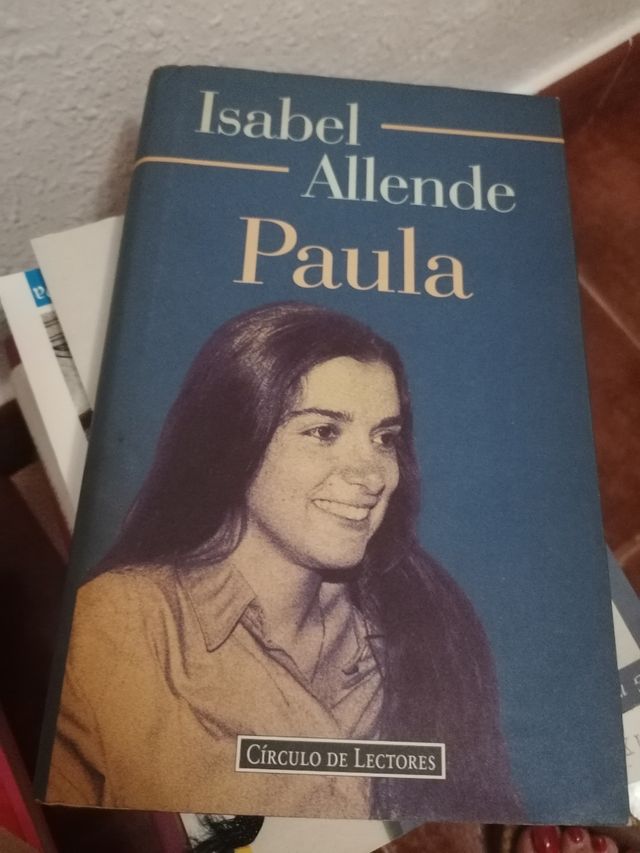 Isabel
Allende
Paula
CÍRCULO DE LECTORES